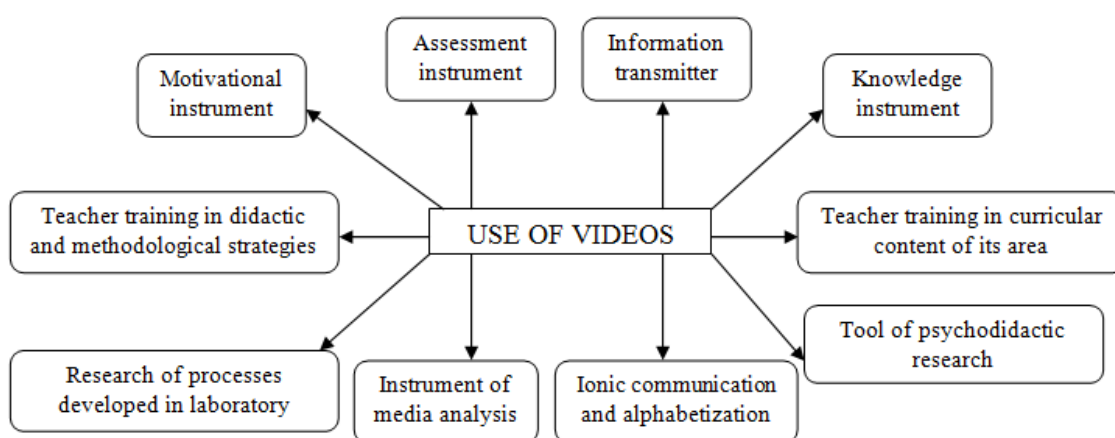 Assessment
instrument
Information
transmitter
Motivational
instrument
Knowledge
instrument
Teacher training in didactic
and methodological strategies
USE OF VIDEOS
Teacher training in curricular
content of its area
Tool of psychodidactic
research
Research of processes
developed in laboratory
Instrument of
media analysis
Ionic communication
and alphabetization